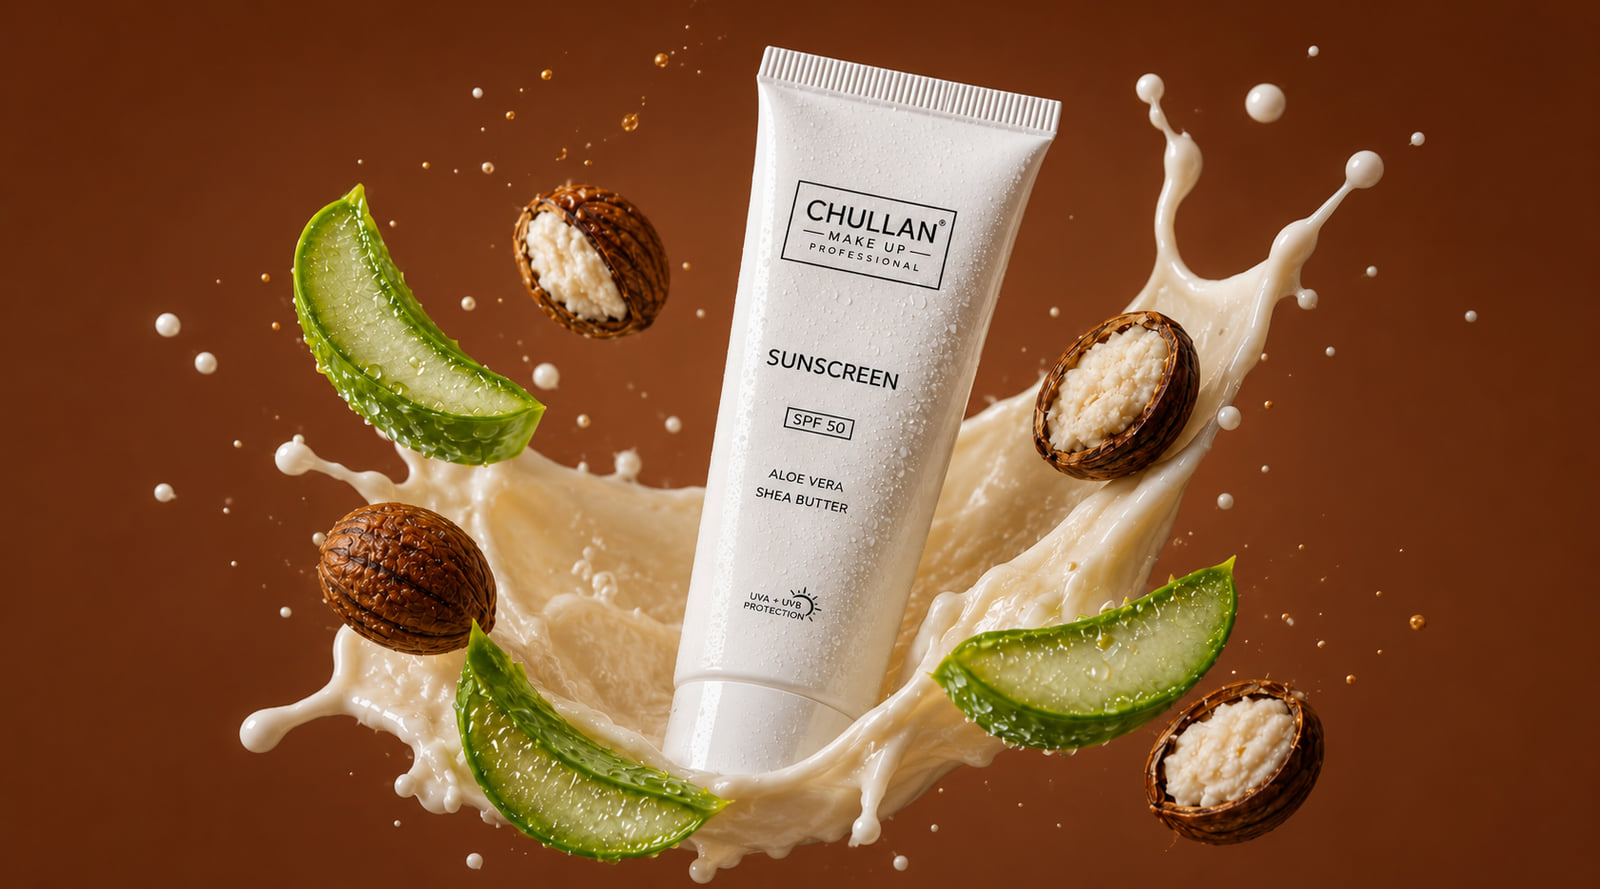 CHULLAN®
MAKE UP
PROFESSIONAL
SUNSCREEN
SPF 50
ALOE VERA
SHEA BUTTER
UVA + UVB
PROTECTION